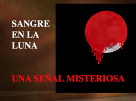 SANGRE
EN LA
LUNA
UNA SEÑAL MISTERIOSA